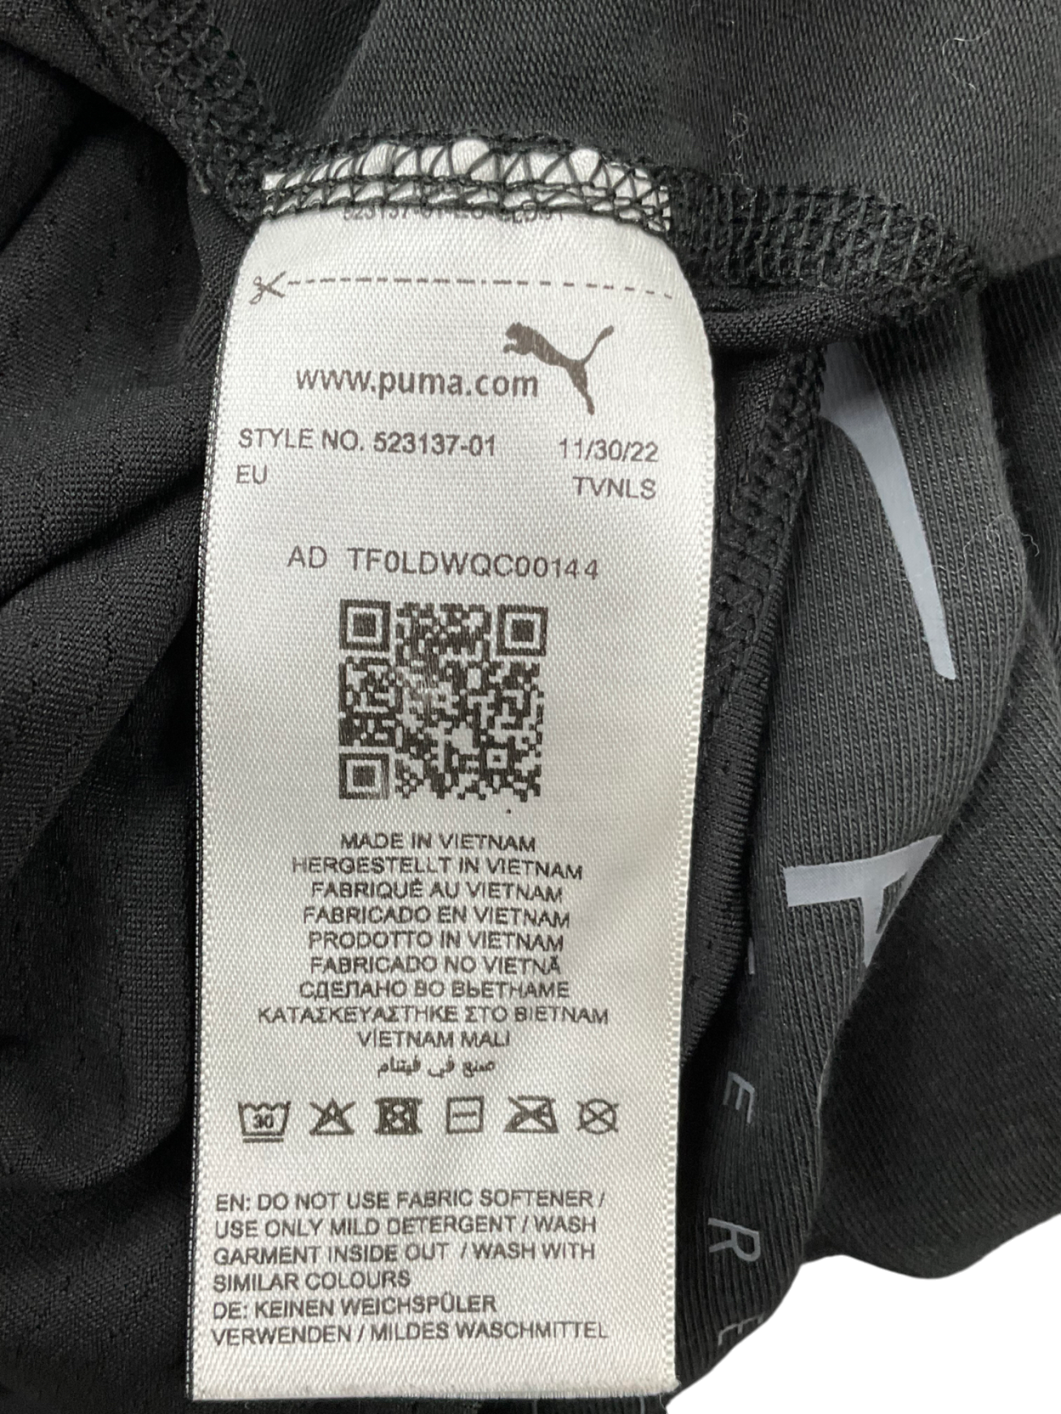 www.puma.com
STYLE NO. 523137-01 11/30/22
EU TVNLS
AD TF0LDWQC00144
MADE IN VIETNAM
HERGESTELLT IN VIETNAM
FABRIQUÉ AU VIETNAM
FABRICADO EN VIETNAM
PRODOTTO IN VIETNAM
FABRICADO NO VIETNÃ
СДЕЛАНО ВО ВЬЕТНАМЕ
ΚΑΤΑΣΚΕΥΑΣΤΗΚΕ ΣΤΟ ΒΙΕΤΝΑΜ
VİETNAM MALI
صنع في فيتنام
30
EN: DO NOT USE FABRIC SOFTENER /
USE ONLY MILD DETERGENT / WASH
GARMENT INSIDE OUT / WASH WITH
SIMILAR COLOURS
DE: KEINEN WEICHSPÜLER
VERWENDEN / MILDES WASCHMITTEL
E
R
E